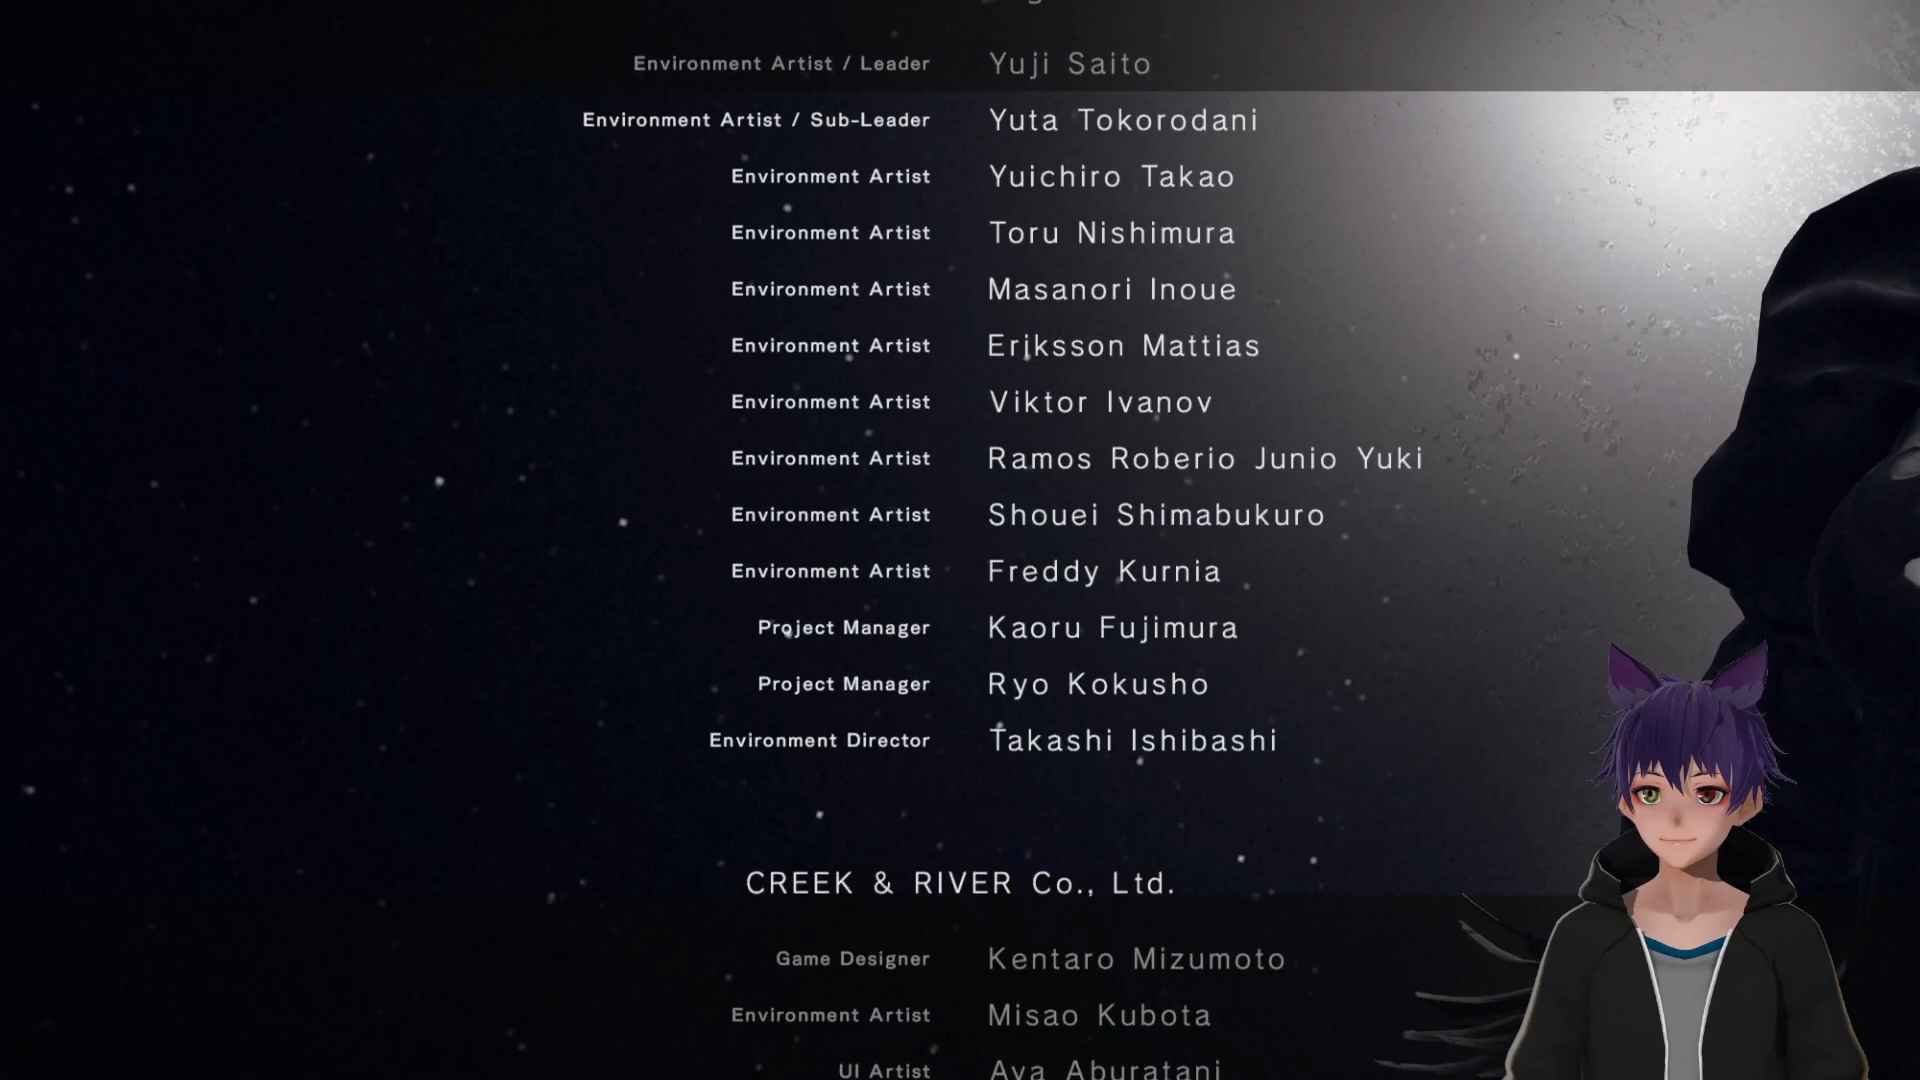 Environment Artist / Leader Yuji Saito
Environment Artist / Sub-Leader Yuta Tokorodani
Environment Artist Yuichiro Takao
Environment Artist Toru Nishimura
Environment Artist Masanori Inoue
Environment Artist Eriksson Mattias
Environment Artist Viktor Ivanov
Environment Artist Ramos Roberio Junio Yuki
Environment Artist Shouei Shimabukuro
Environment Artist Freddy Kurnia
Project Manager Kaoru Fujimura
Project Manager Ryo Kokusho
Environment Director Takashi Ishibashi
CREEK & RIVER Co., Ltd.
Game Designer Kentaro Mizumoto
Environment Artist Misao Kubota
UI Artist Aya Aburatani